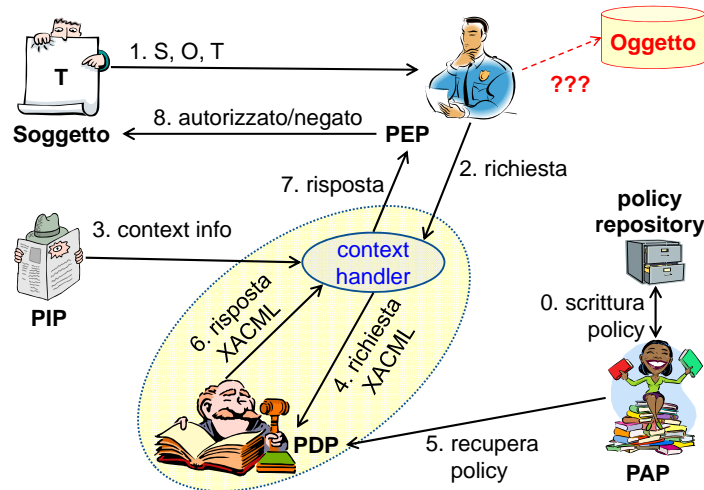 1. S, O, T
T
Oggetto
???
Soggetto
8. autorizzato/negato
PEP
2. richiesta
7. risposta
policy
repository
3. context info
context
handler
PIP
0. scrittura
policy
6. risposta
XACML
4. richiesta
XACML
PDP
5. recupera
policy
PAP